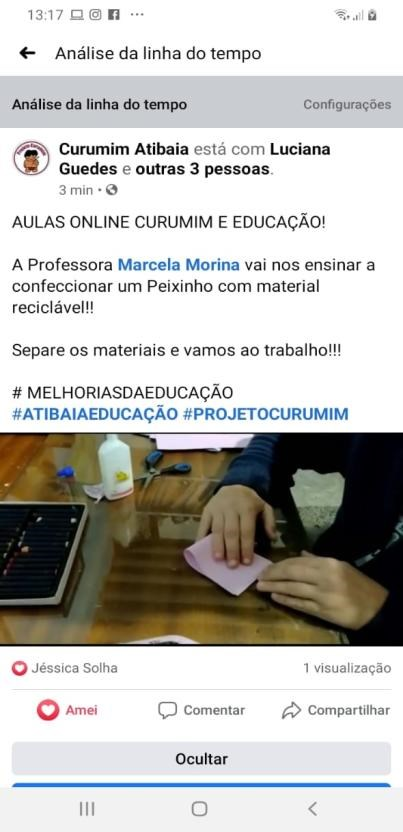 13:17
Análise da linha do tempo
Análise da linha do tempo Configurações
Curumim Atibaia está com Luciana
Guedes e outras 3 pessoas.
3 min
AULAS ONLINE CURUMIM E EDUCAÇÃO!
A Professora Marcela Morina vai nos ensinar a
confeccionar um Peixinho com material
reciclável!!
Separe os materiais e vamos ao trabalho!!!
# MELHORIASDAEDUCAÇÃO
#ATIBAIAEDUCAÇÃO #PROJETOCURUMIM
Jéssica Solha 1 visualização
Amei Comentar Compartilhar
Ocultar